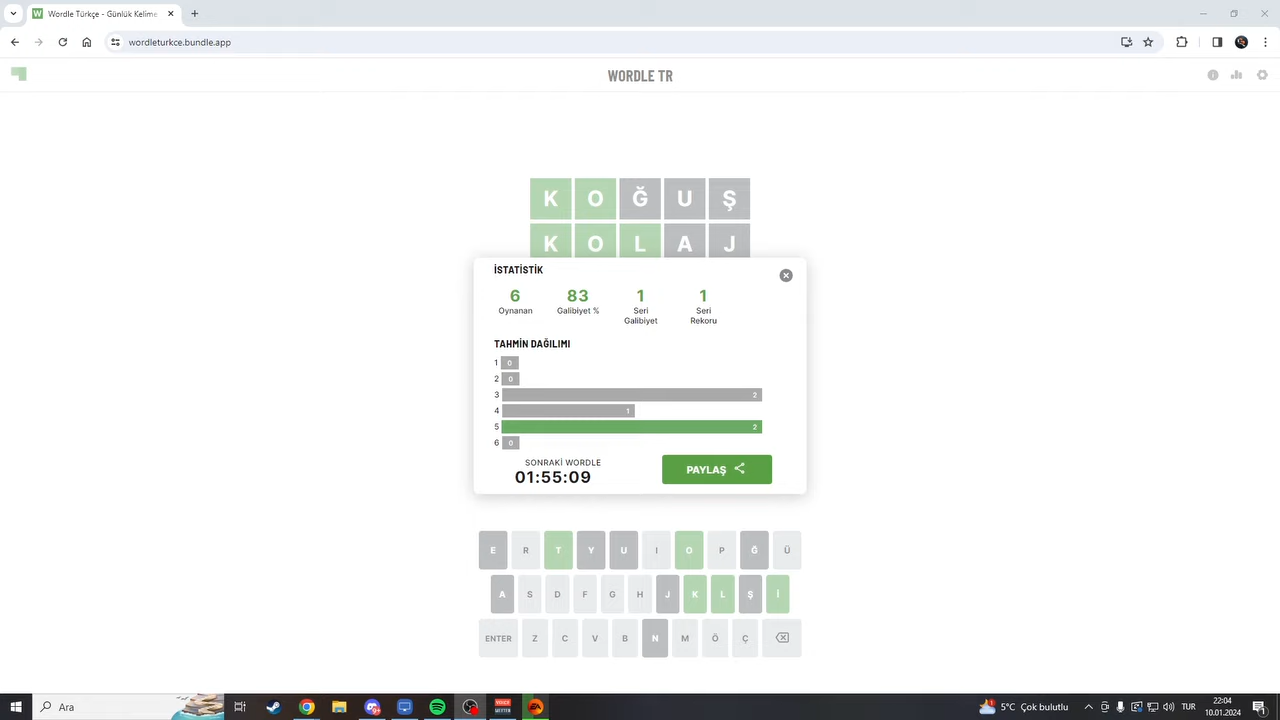 Wordle Türkçe - Günlük Kelime
wordleturkce.bundle.app
WORDLE TR
K O Ğ U Ş
K O L A J
İSTATİSTİK
6 83 1 1
Oynanan Galibiyet % Seri Galibiyet Seri Rekoru
TAHMİN DAĞILIMI
1 0
2 0
3 2
4 1
5 2
6 0
SONRAKİ WORDLE
01:55:09
PAYLAŞ
E R T Y U I O P Ğ Ü
A S D F G H J K L Ş İ
ENTER Z C V B N M Ö Ç
Ara
5°C Çok bulutlu
TUR
22:04
10.01.2024